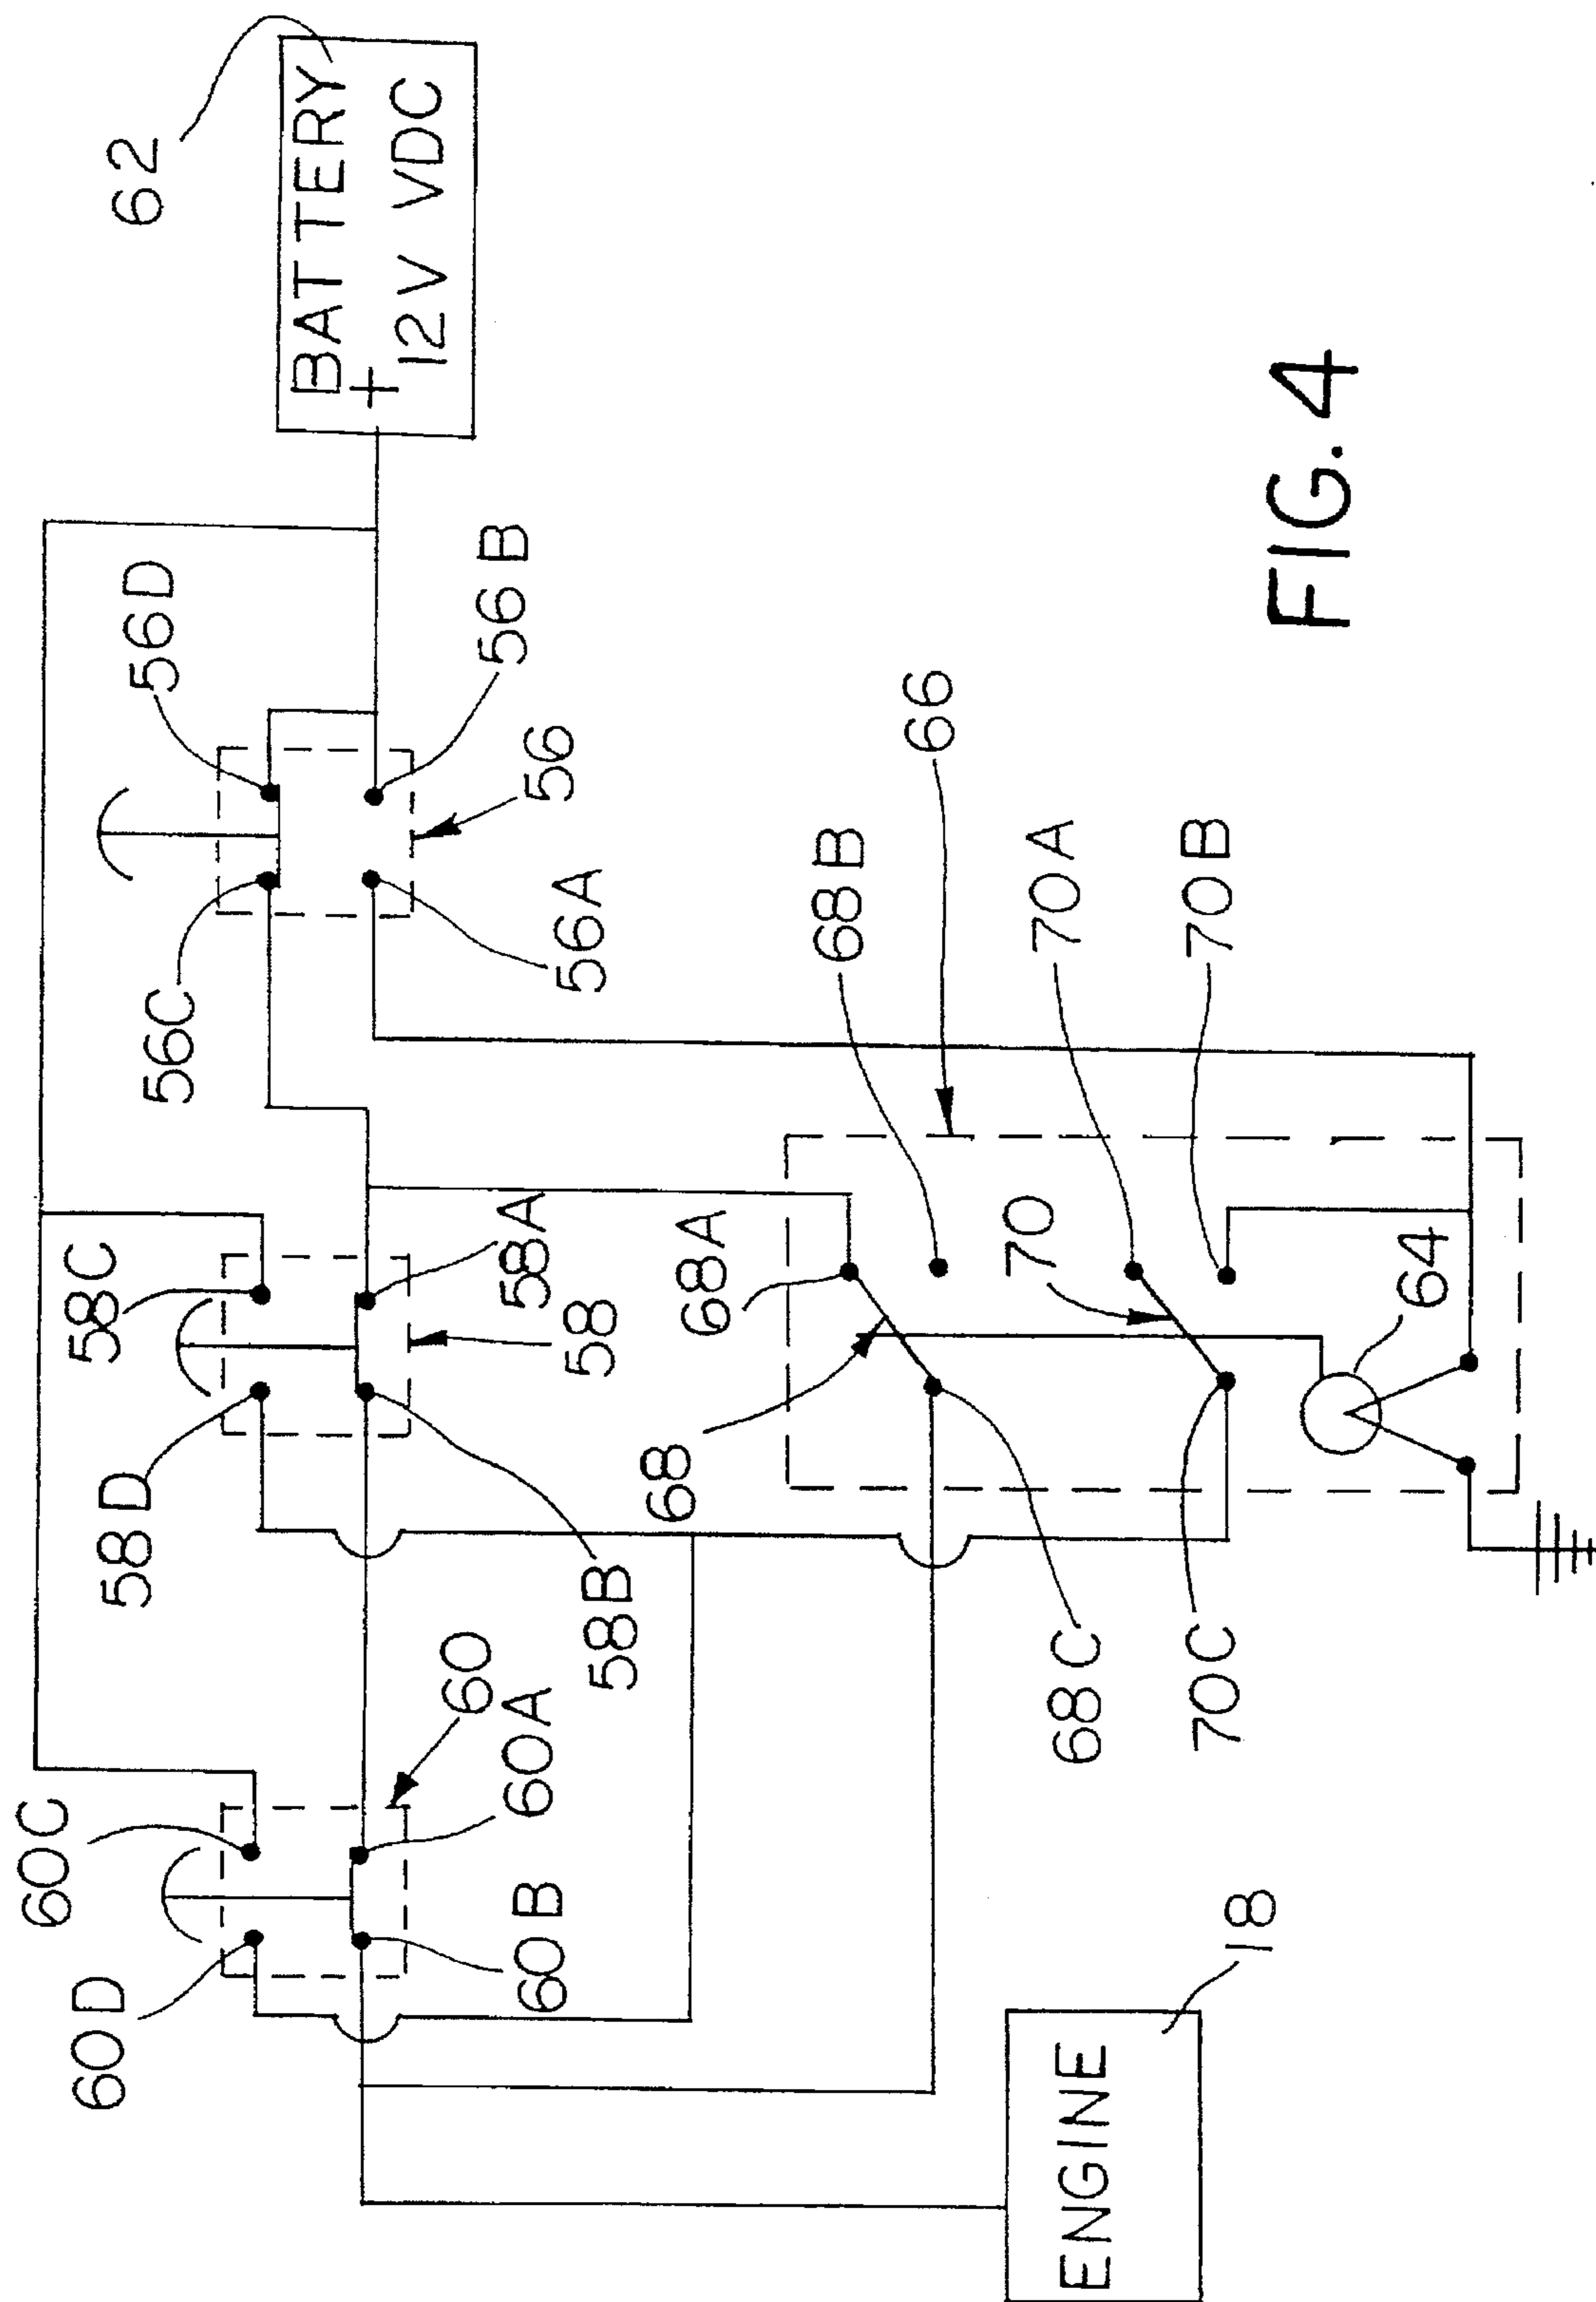 60D
60C
58D
58C
56C
56D
62
BATTERY
+
12V VDC
60B
60A
60
58B
58
58A
56A
56
56B
68
68A
68B
66
68C
70
70A
70C
70B
64
ENGINE
18
FIG. 4